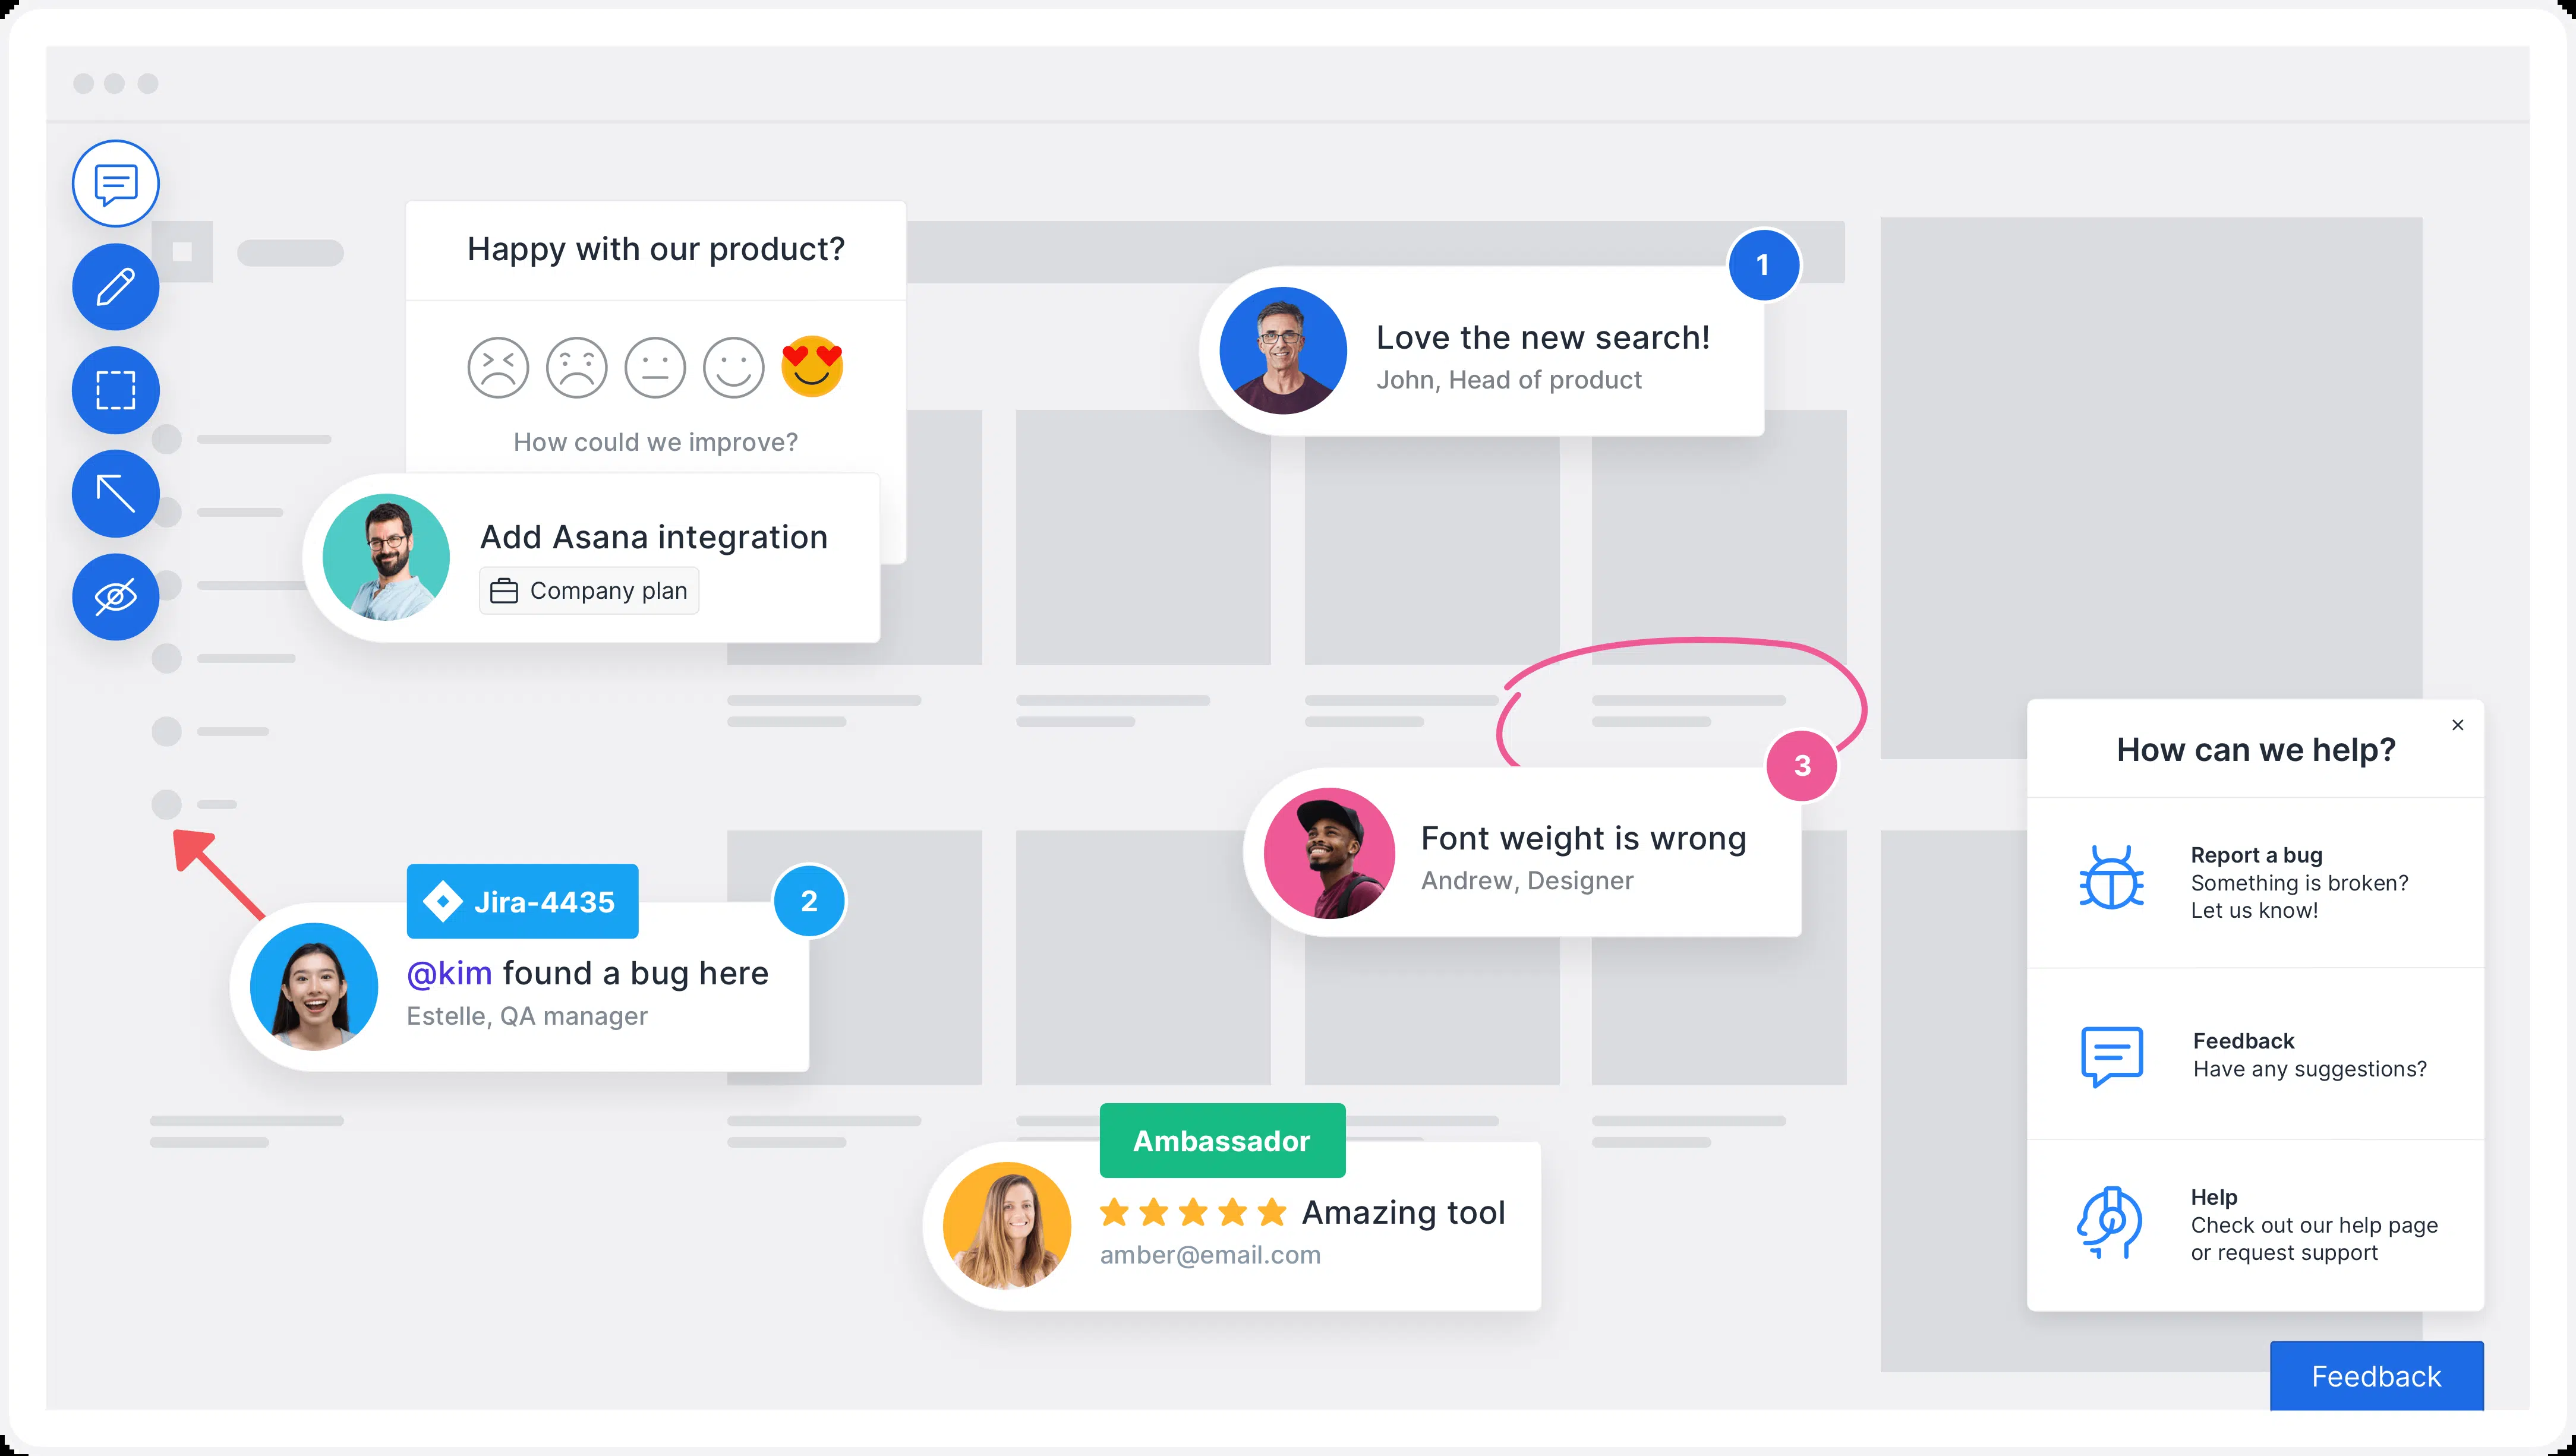 Happy with our product?
How could we improve?
1
Love the new search!
John, Head of product
Add Asana integration
Company plan
3
Font weight is wrong
Andrew, Designer
Jira-4435
2
@kim found a bug here
Estelle, QA manager
Ambassador
Amazing tool
amber@email.com
How can we help?
Report a bug
Something is broken?
Let us know!
Feedback
Have any suggestions?
Help
Check out our help page
or request support
Feedback